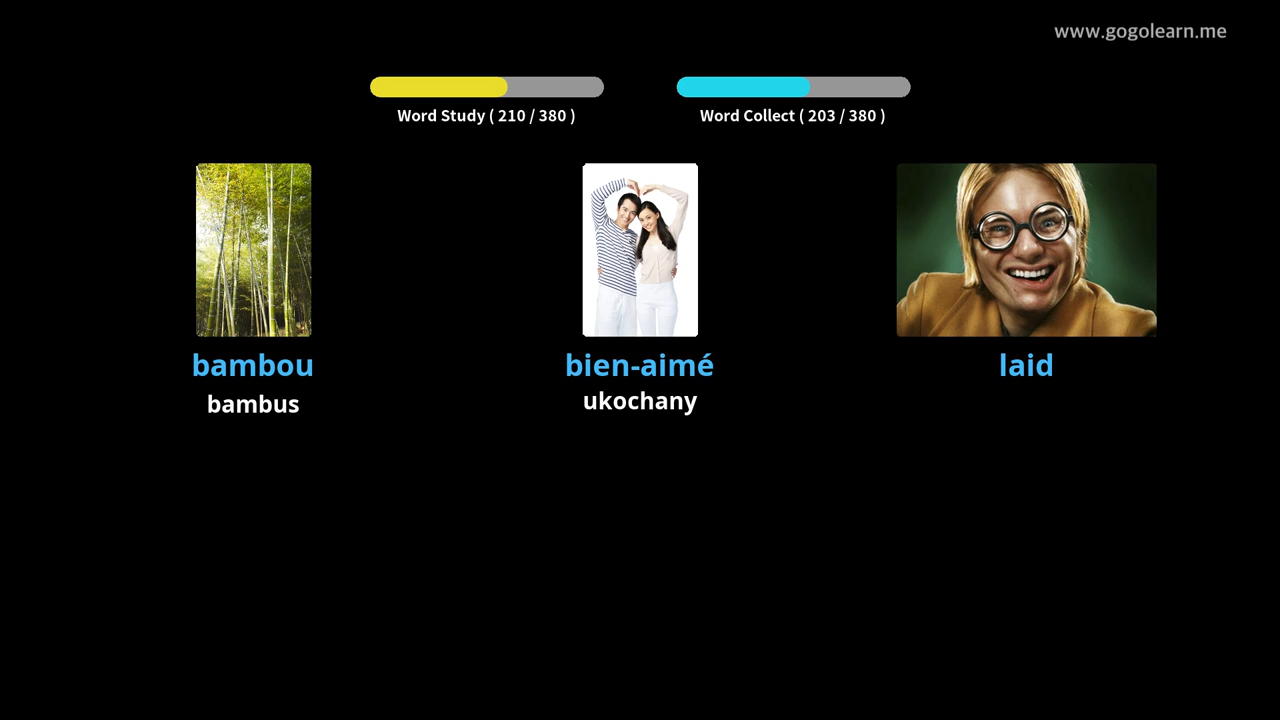 www.gogolearn.me
Word Study ( 210 / 380 )
Word Collect ( 203 / 380 )
bambou
bambus
bien-aimé
ukochany
laid